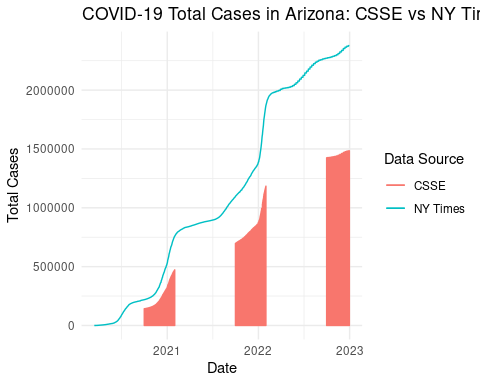 COVID-19 Total Cases in Arizona: CSSE vs NY Tir
Total Cases
2000000
1500000
1000000
500000
0
2021
2022
2023
Date
Data Source
CSSE
NY Times